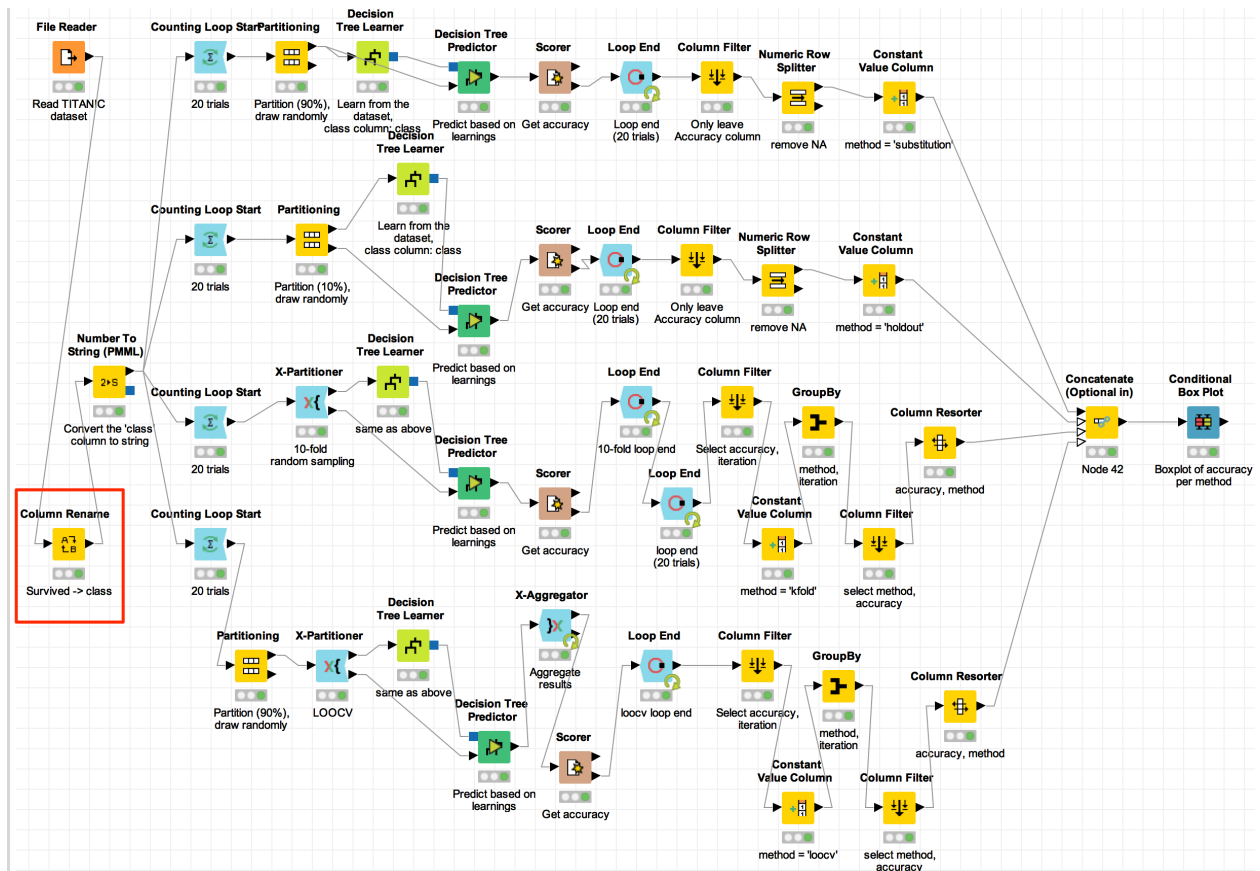 File Reader
Read TITANIC
dataset
Counting Loop Start
20 trials
Partitioning
Partition (90%),
draw randomly
Decision
Tree Learner
Learn from the
dataset,
class column: class
Decision Tree
Predictor
Predict based on
learnings
Scorer
Get accuracy
Loop End
Loop end
(20 trials)
Column Filter
Only leave
Accuracy column
Numeric Row
Splitter
remove NA
Constant
Value Column
method = 'substitution'
Counting Loop Start
20 trials
Partitioning
Partition (10%),
draw randomly
Decision
Tree Learner
Learn from the
dataset,
class column: class
Decision Tree
Predictor
Predict based on
learnings
Scorer
Get accuracy
Loop End
Loop end
(20 trials)
Column Filter
Only leave
Accuracy column
Numeric Row
Splitter
remove NA
Constant
Value Column
method = 'holdout'
Number To
String (PMML)
2 S
Convert the 'class'
column to string
Counting Loop Start
20 trials
X-Partitioner
X{
10-fold
random sampling
Decision
Tree Learner
same as above
Decision Tree
Predictor
Predict based on
learnings
Scorer
Get accuracy
Loop End
10-fold loop end
Loop End
loop end
(20 trials)
Column Filter
Select accuracy,
iteration
Constant
Value Column
method = 'kfold'
GroupBy
method,
iteration
Column Filter
select method,
accuracy
Column Resorter
accuracy, method
Concatenate
(Optional in)
Node 42
Conditional
Box Plot
Boxplot of accuracy
per method
Column Rename
A
B
Survived -> class
Counting Loop Start
20 trials
Partitioning
Partition (90%),
draw randomly
X-Partitioner
X{
LOOCV
Decision
Tree Learner
same as above
Decision Tree
Predictor
Predict based on
learnings
X-Aggregator
}X
Aggregate
results
Scorer
Get accuracy
Loop End
loocv loop end
Column Filter
Select accuracy,
iteration
Constant
Value Column
method = 'loocv'
GroupBy
method,
iteration
Column Filter
select method,
accuracy
Column Resorter
accuracy, method